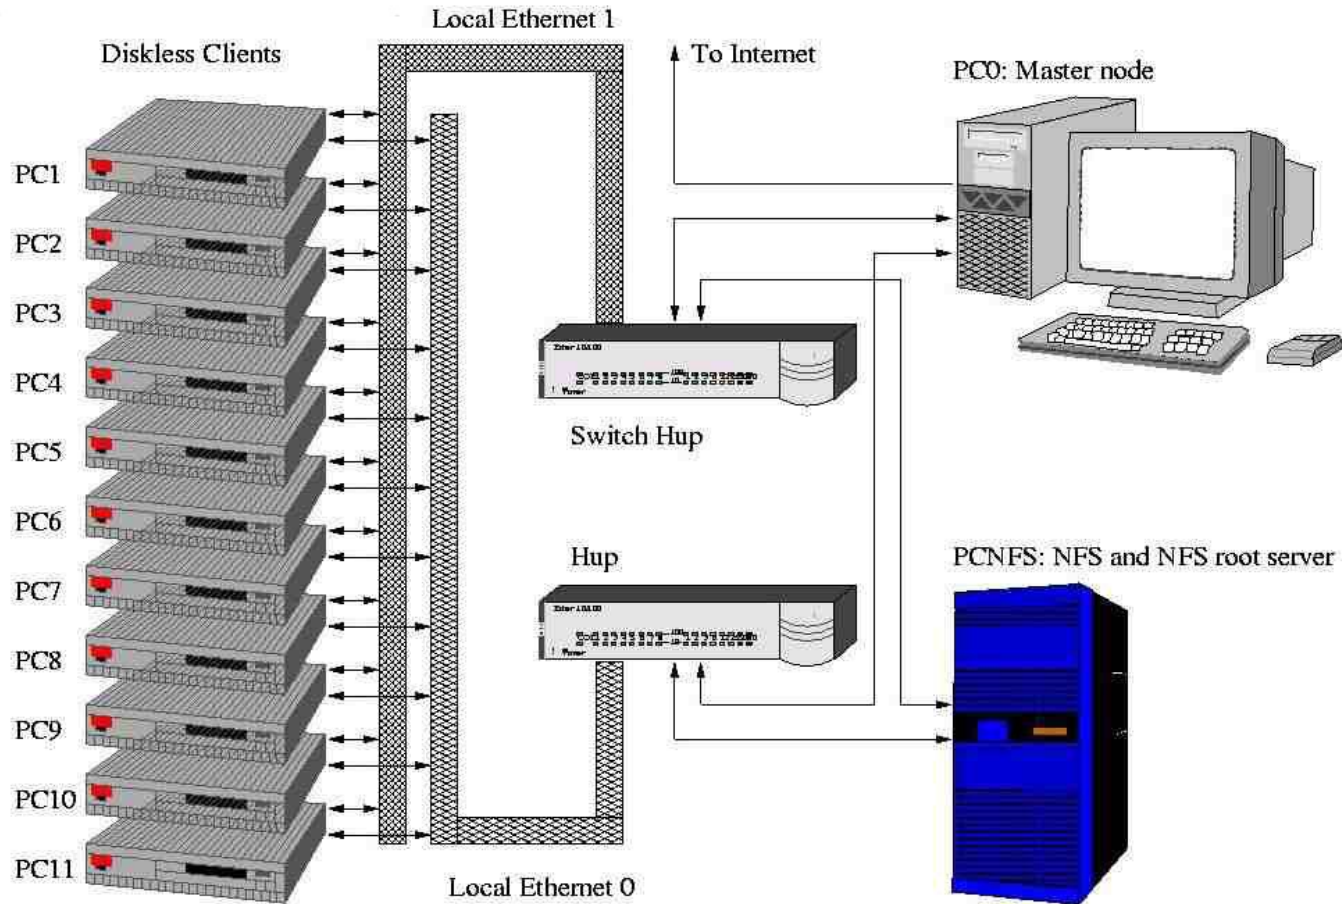 Local Ethernet 1
Diskless Clients
To Internet
PC0: Master node
PC1
PC2
PC3
PC4
PC5
PC6
PC7
PC8
PC9
PC10
PC11
Switch Hup
Hup
PCNFS: NFS and NFS root server
Local Ethernet 0